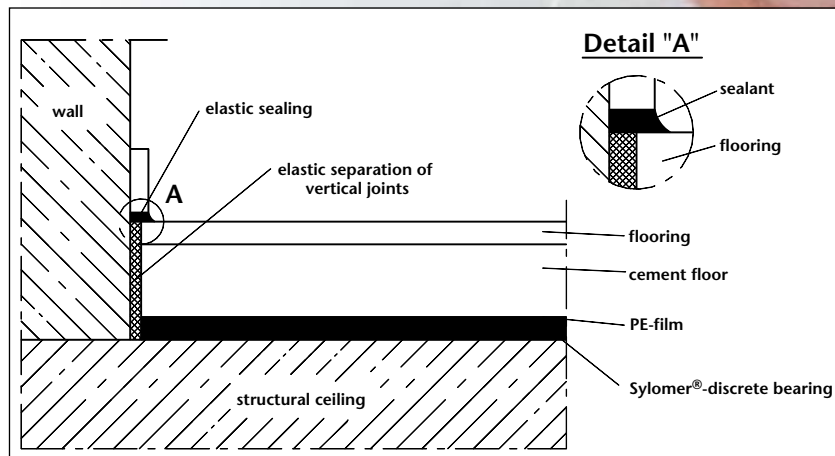 Detail "A"
wall
elastic sealing
sealant
elastic separation of
vertical joints
flooring
A
flooring
cement floor
PE-film
Sylomer®-discrete bearing
structural ceiling